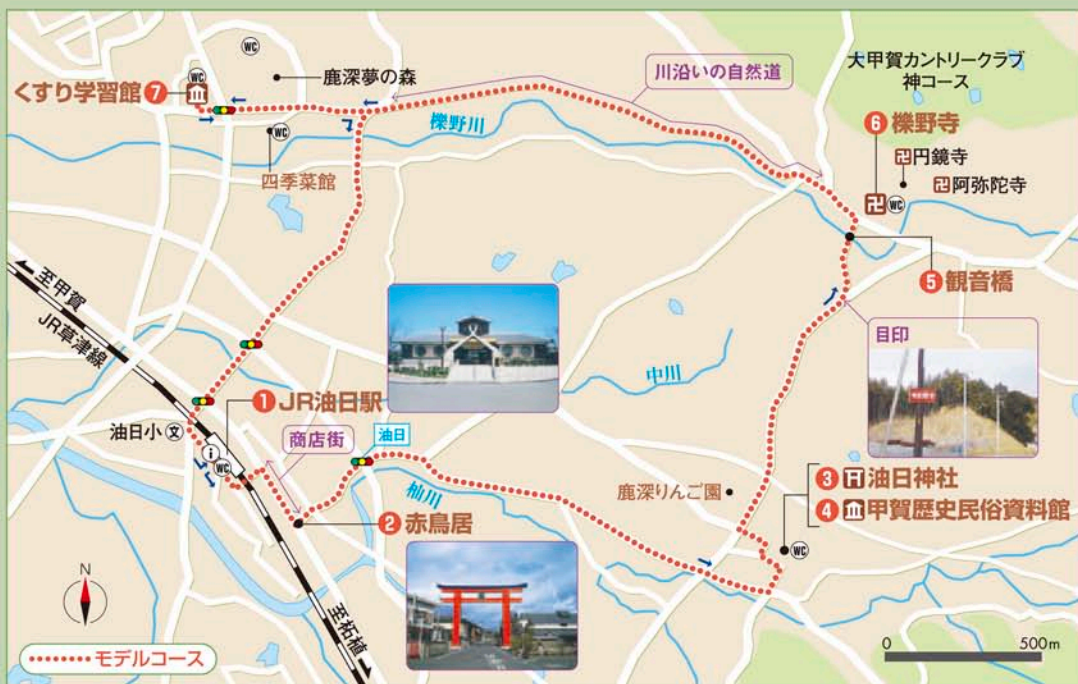 くすり学習館 7
WC
WC
鹿深夢の森
WC
四季菜館
川沿いの自然道
櫟野川
大甲賀カントリークラブ
神コース
6 櫟野寺
卍 円鏡寺
卍 阿弥陀寺
卍 WC
5 観音橋
至甲賀
JR草津線
目印
中川
1 JR油日駅
油日小 文
i
WC
商店街
油日
杣川
2 赤鳥居
鹿深りんご園
3 油日神社
4 甲賀歴史民俗資料館
WC
至柘植
N
モデルコース
0 500m